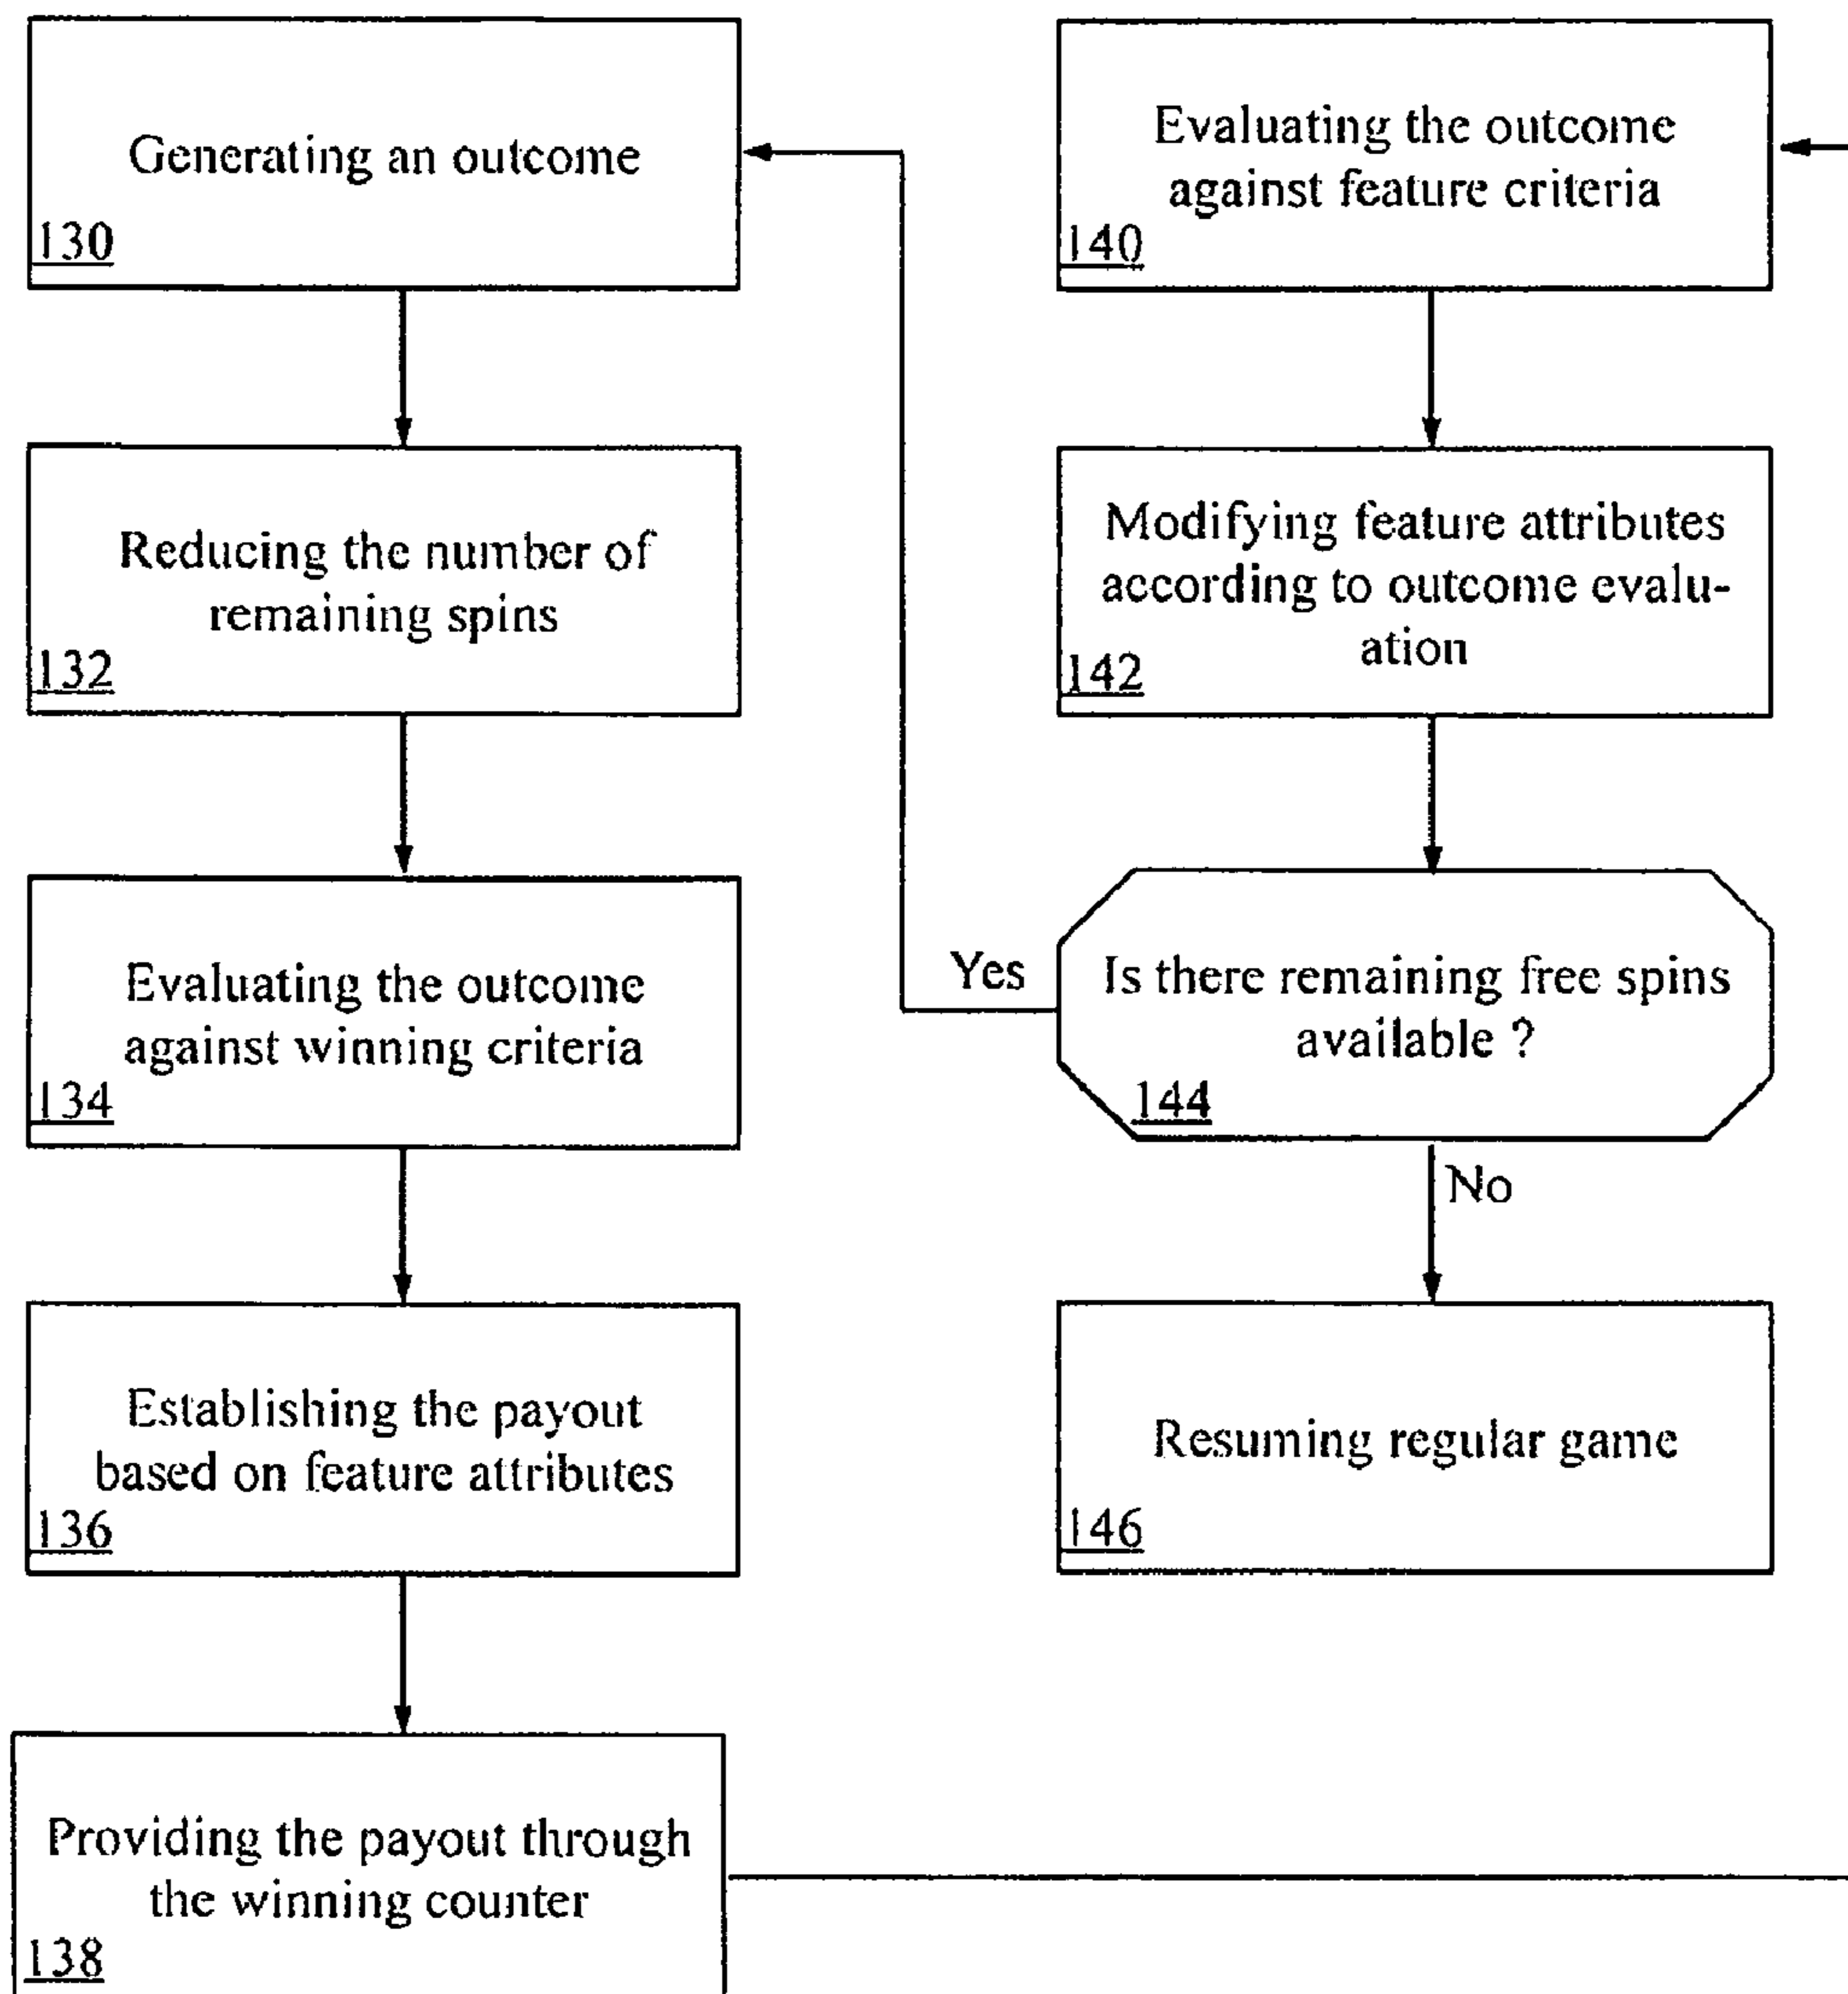 Generating an outcome
130
Reducing the number of
remaining spins
132
Evaluating the outcome
against winning criteria
134
Establishing the payout
based on feature attributes
136
Providing the payout through
the winning counter
138
Evaluating the outcome
against feature criteria
140
Modifying feature attributes
according to outcome evalu-
ation
142
Yes
Is there remaining free spins
available ?
144
No
Resuming regular game
146